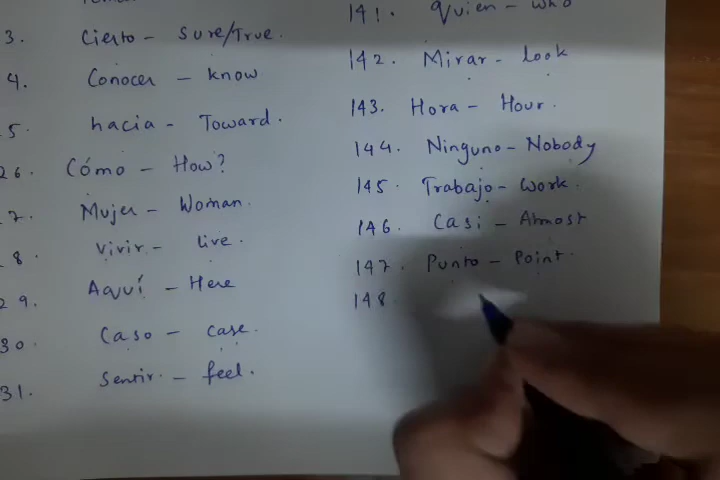 3. Cierto - Sure/True.
4. Conocer - know
5. hacia - Toward.
26. Cómo - How?
7. Mujer - Woman.
8. Vivir - live.
29. Aquí - Here
30. Caso - case.
31. Sentir - feel.
141. Quien - who
142. Mirar - look
143. Hora - Hour.
144. Ninguno - Nobody
145. Trabajo - work.
146. Casi - Almost
147. Punto - Point.
148.